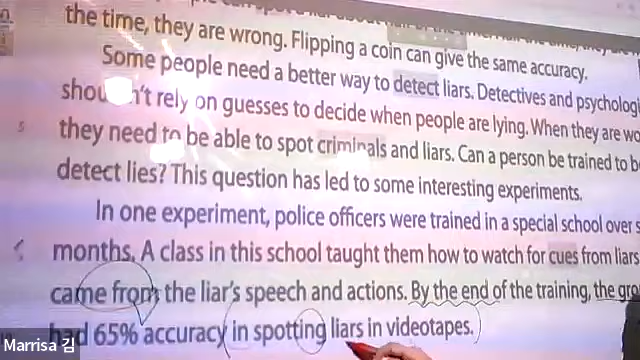 the time, they are wrong. Flipping a coin can give the same accuracy.
Some people need a better way to detect liars. Detectives and
rely on guesses to decide when people are lying. When they are
5 they need to be able to spot criminals and liars. Can a person be trained to
detect lies? This question has led to some interesting experiments.
In one experiment, police officers were trained in a special school over
months. A class in this school taught them how to watch for cues from liars
came from the liar's speech and actions. By the end of the training, the
had 65% accuracy in spotting liars in videotapes.
Marrisa 김